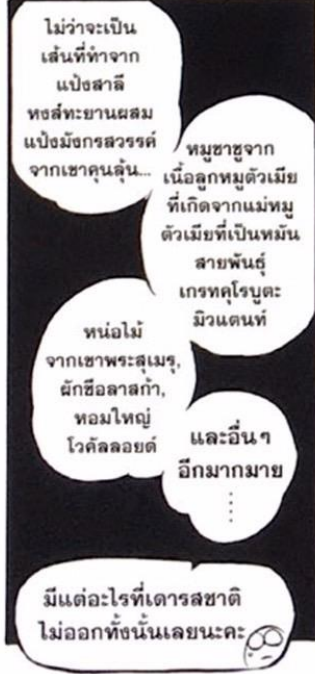 ไม่ว่าจะเป็น
เส้นที่ทำจาก
แป้งสาลี
หงส์ทะยานผสม
แป้งมังกรสวรรค์
จากเขาคุนลุ้น...
หมูชาชูจาก
เนื้อลูกหมูตัวเมีย
ที่เกิดจากแม่หมู
ตัวเมียที่เป็นหมัน
สายพันธุ์
เกรทคุโรบูตะ
มิวแตนท์
หน่อไม้
จากเขาพระสุเมรุ,
ผักชีอลาสก้า,
หอมใหญ่
โวคัลลอยด์
และอื่นๆ
อีกมากมาย
......
มีแต่อะไรที่เดารสชาติ
ไม่ออกทั้งนั้นเลยนะคะ